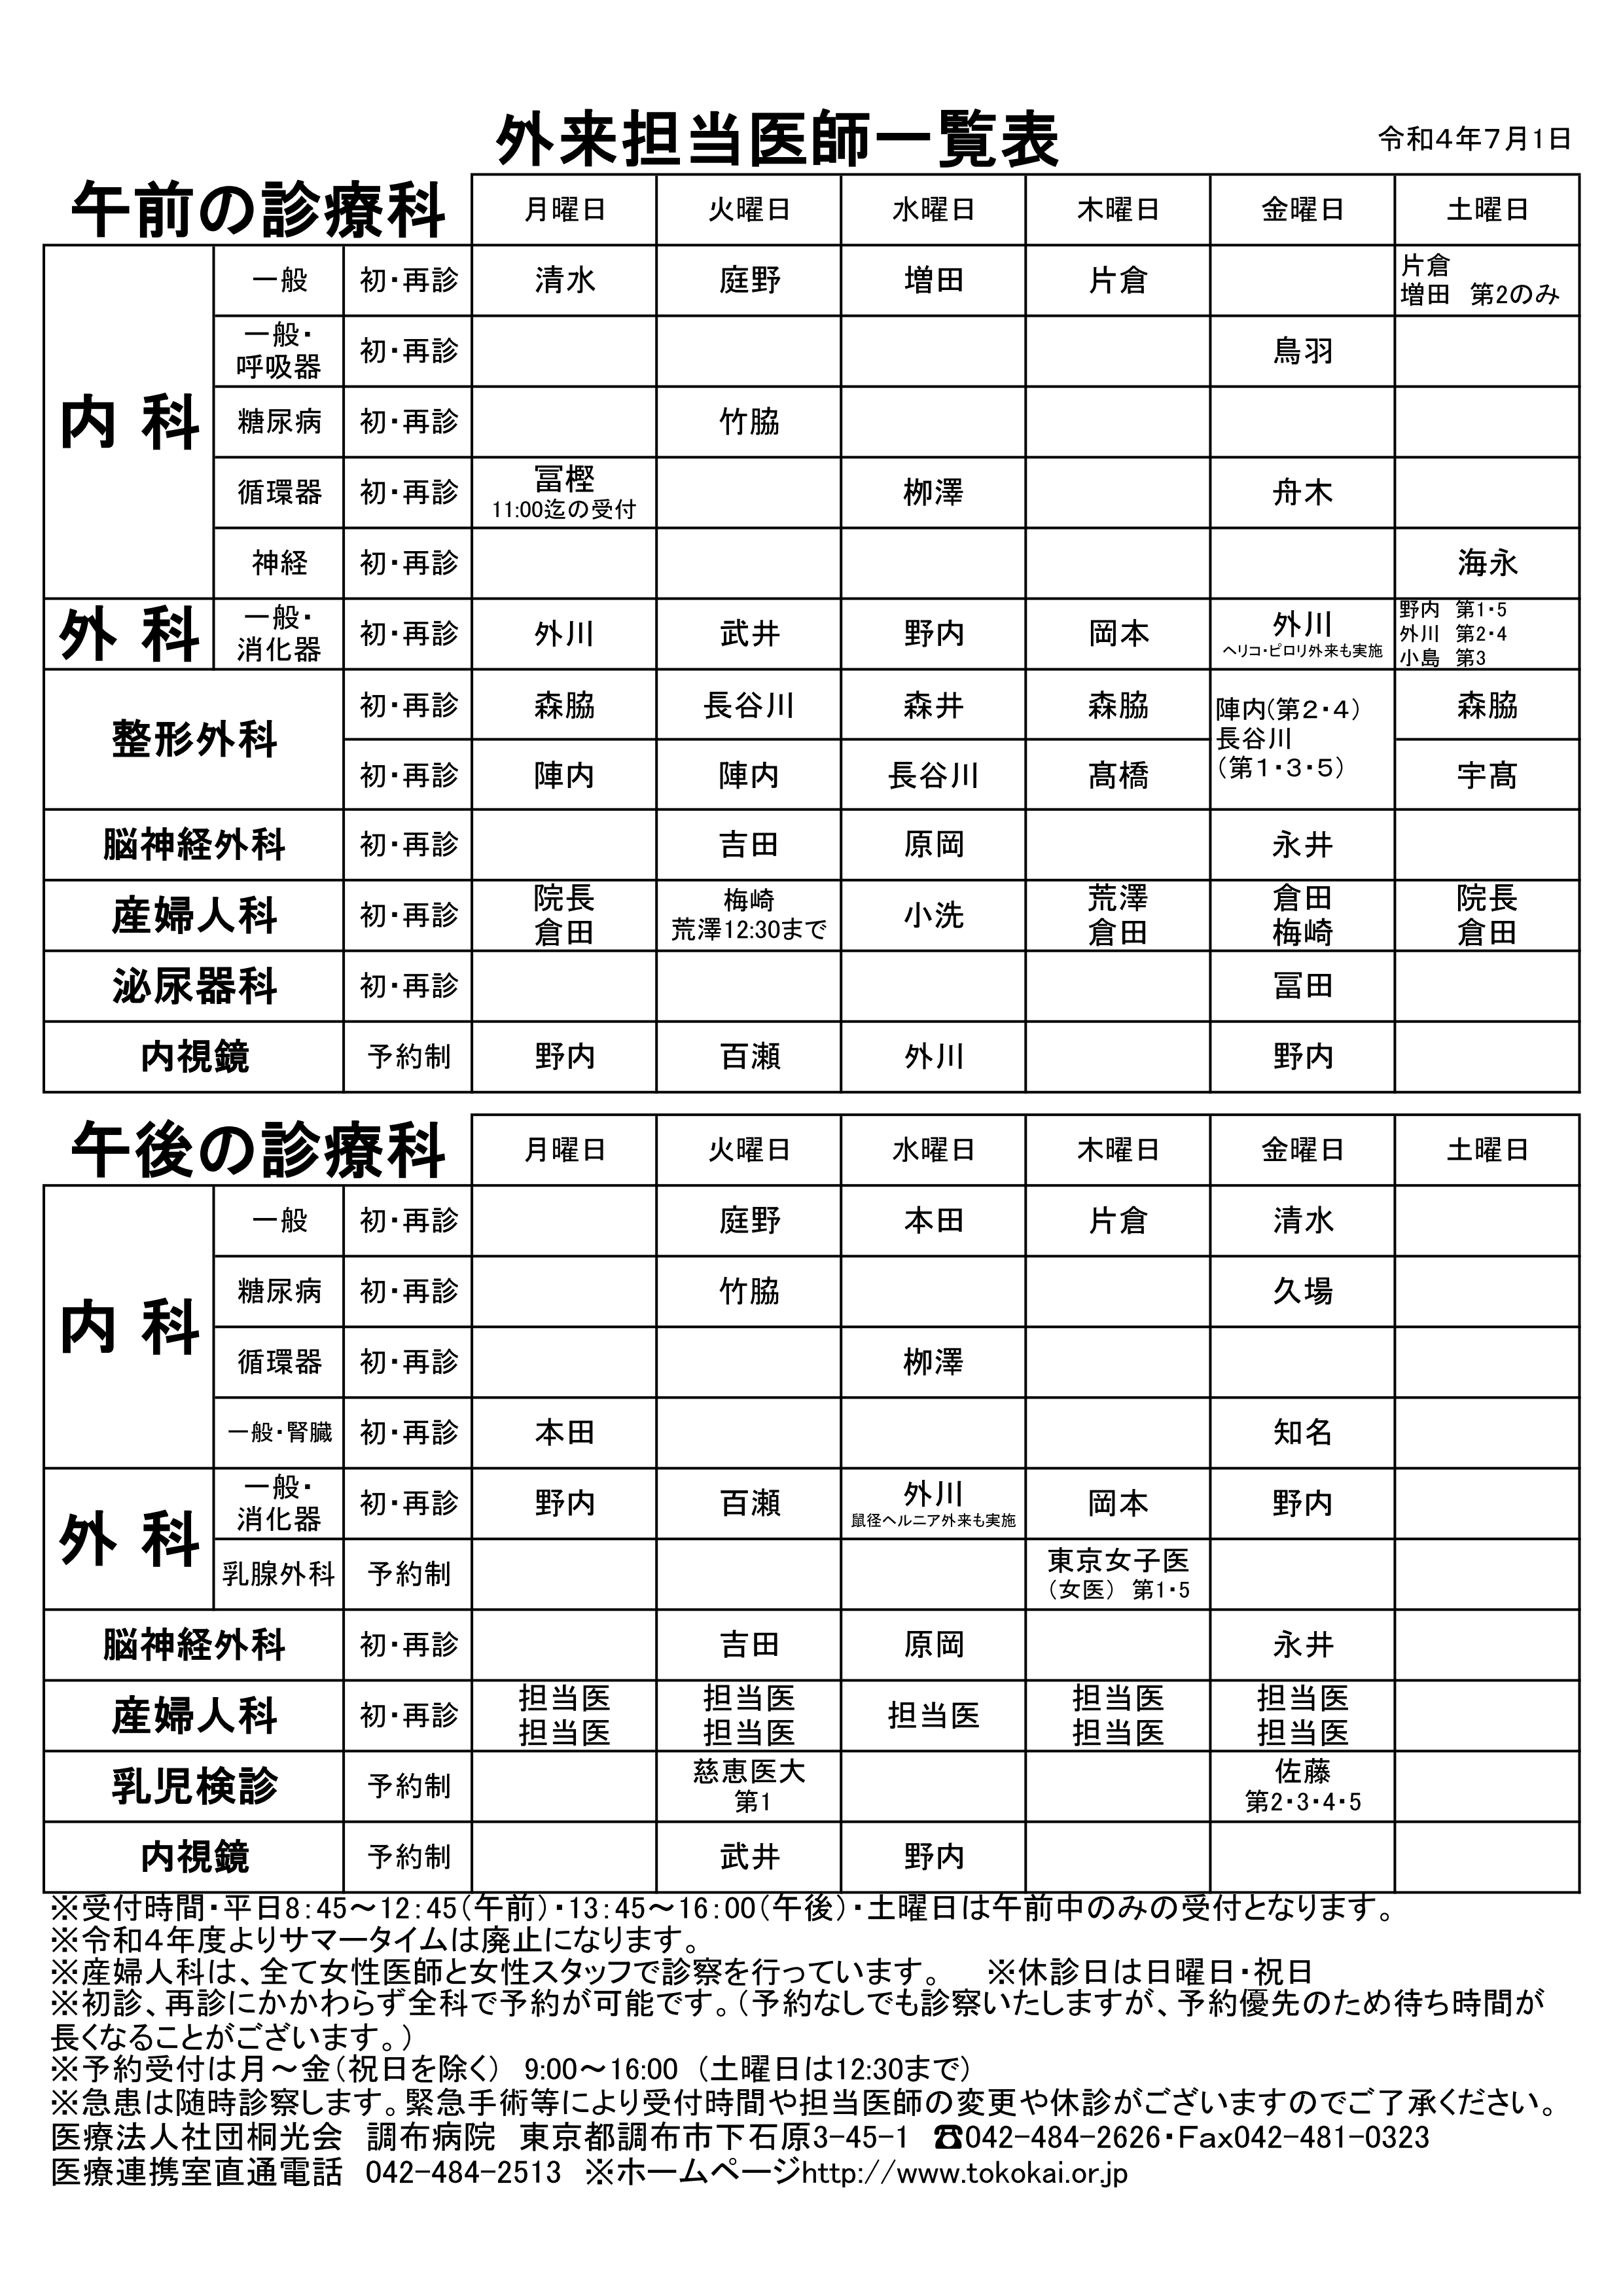 外来担当医師一覧表
令和4年7月1日
午前の診療科 月曜日 火曜日 水曜日 木曜日 金曜日 土曜日
内 科
一般 初・再診 清水 庭野 増田 片倉
片倉
増田 第2のみ
一般・
呼吸器
初・再診 鳥羽
糖尿病 初・再診 竹脇
循環器 初・再診
冨樫
11:00迄の受付
栁澤 舟木
神経 初・再診 海永
外 科
一般・
消化器
初・再診 外川 武井 野内 岡本
外川
ヘリコ・ピロリ外来も実施
野内 第1・5
外川 第2・4
小島 第3
整形外科
初・再診 森脇 長谷川 森井 森脇
陣内(第2・4)
長谷川
(第1・3・5)
森脇
初・再診 陣内 陣内 長谷川 髙橋 宇髙
脳神経外科 初・再診 吉田 原岡 永井
産婦人科 初・再診
院長
倉田
梅崎
荒澤12:30まで
小洗
荒澤
倉田
倉田
梅崎
院長
倉田
泌尿器科 初・再診 冨田
内視鏡 予約制 野内 百瀬 外川 野内
午後の診療科 月曜日 火曜日 水曜日 木曜日 金曜日 土曜日
内 科
一般 初・再診 庭野 本田 片倉 清水
糖尿病 初・再診 竹脇 久場
循環器 初・再診 栁澤
一般・腎臓 初・再診 本田 知名
外 科
一般・
消化器
初・再診 野内 百瀬
外川
鼠径ヘルニア外来も実施
岡本 野内
乳腺外科 予約制
東京女子医
（女医） 第1・5
脳神経外科 初・再診 吉田 原岡 永井
産婦人科 初・再診
担当医
担当医
担当医
担当医
担当医
担当医
担当医
担当医
担当医
乳児検診 予約制
慈恵医大
第1
佐藤
第2・3・4・5
内視鏡 予約制 武井 野内
※受付時間・平日8:45～12:45(午前)・13:45～16:00(午後)・土曜日は午前中のみの受付となります。
※令和4年度よりサマータイムは廃止になります。
※産婦人科は、全て女性医師と女性スタッフで診察を行っています。 ※休診日は日曜日・祝日
※初診、再診にかかわらず全科で予約が可能です。(予約なしでも診察いたしますが、予約優先のため待ち時間が
長くなることがございます。)
※予約受付は月～金(祝日を除く) 9:00～16:00 (土曜日は12:30まで)
※急患は随時診察します。緊急手術等により受付時間や担当医師の変更や休診がございますのでご了承ください。
医療法人社団桐光会 調布病院 東京都調布市下石原3-45-1 ☎042-484-2626・Fax042-481-0323
医療連携室直通電話 042-484-2513 ※ホームページhttp://www.tokokai.or.jp